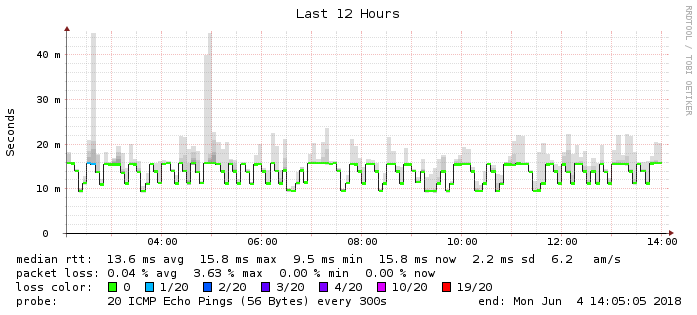 Last 12 Hours
RRDTOOL / TOBI OETIKER
Seconds
40 m
30 m
20 m
10 m
0
04:00 06:00 08:00 10:00 12:00 14:00
median rtt: 13.6 ms avg 15.8 ms max 9.5 ms min 15.8 ms now 2.2 ms sd 6.2 am/s
packet loss: 0.04 % avg 3.63 % max 0.00 % min 0.00 % now
loss color: 0 1/20 2/20 3/20 4/20 10/20 19/20
probe: 20 ICMP Echo Pings (56 Bytes) every 300s end: Mon Jun 4 14:05:05 2018